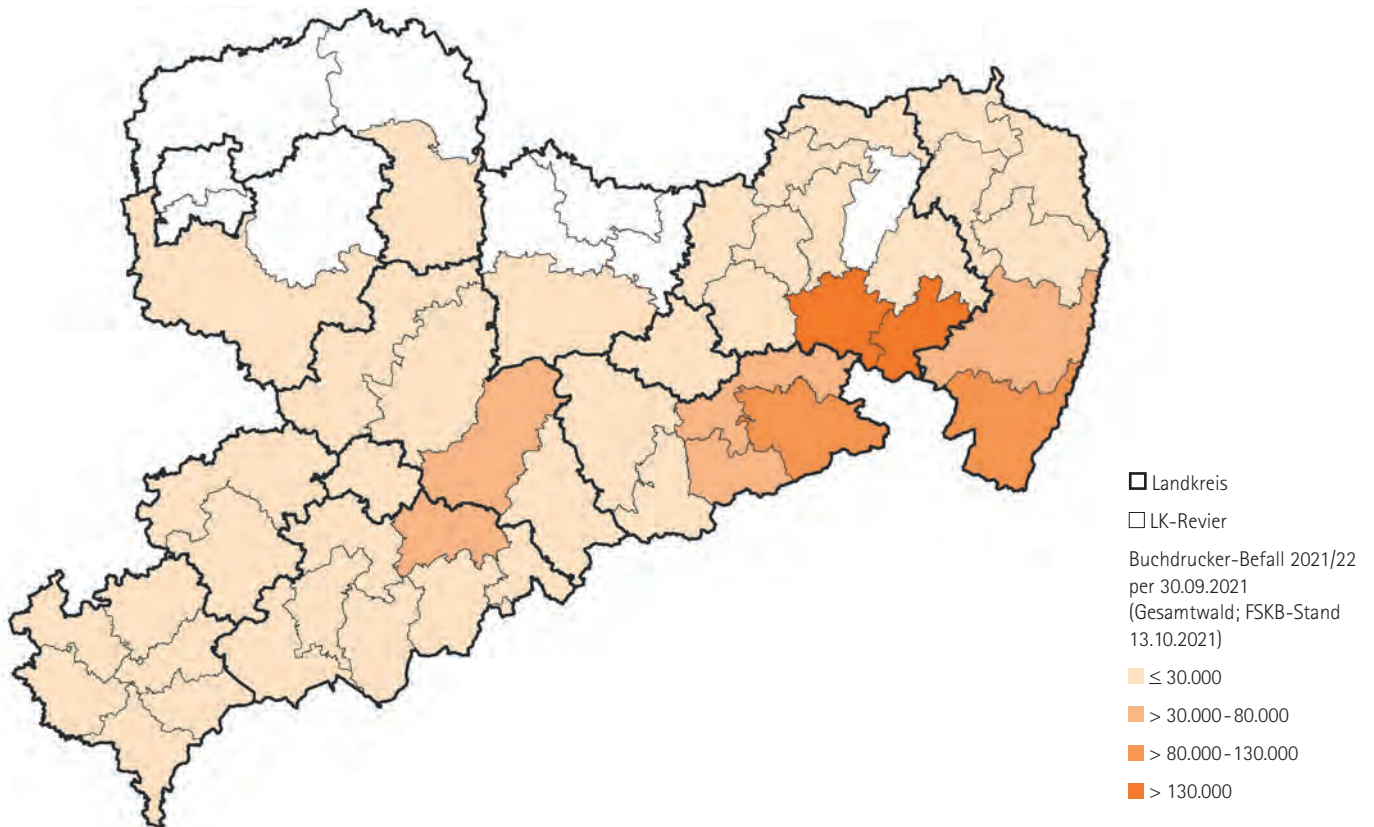 Landkreis
LK-Revier
Buchdrucker-Befall 2021/22
per 30.09.2021
(Gesamtwald; FSKB-Stand
13.10.2021)
≤ 30.000
> 30.000-80.000
> 80.000-130.000
> 130.000